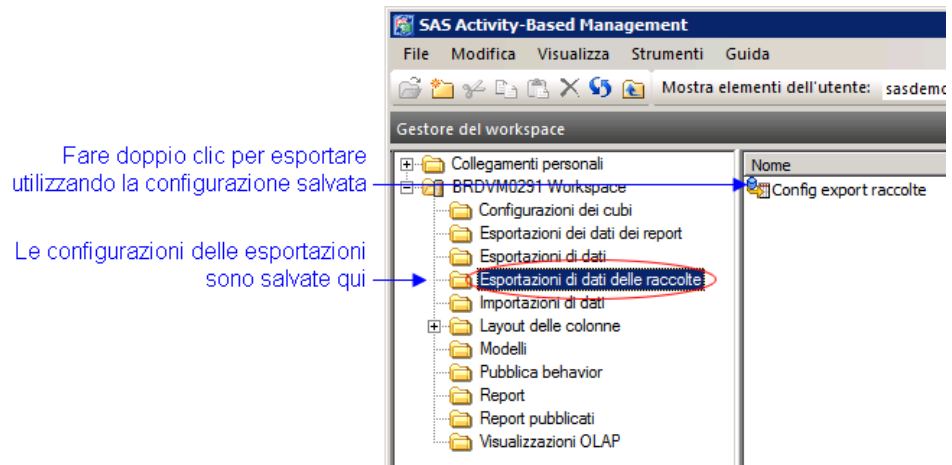 SAS Activity-Based Management
File Modifica Visualizza Strumenti Guida
Mostra elementi dell'utente: sasdemo
Gestore del workspace
Fare doppio clic per esportare
utilizzando la configurazione salvata
Le configurazioni delle esportazioni
sono salvate qui
Collegamenti personali
BRDVM0291 Workspace
Configurazioni dei cubi
Esportazioni dei dati dei report
Esportazioni di dati
Esportazioni di dati delle raccolte
Importazioni di dati
Layout delle colonne
Modelli
Pubblica behavior
Report
Report pubblicati
Visualizzazioni OLAP
Nome
Config export raccolte